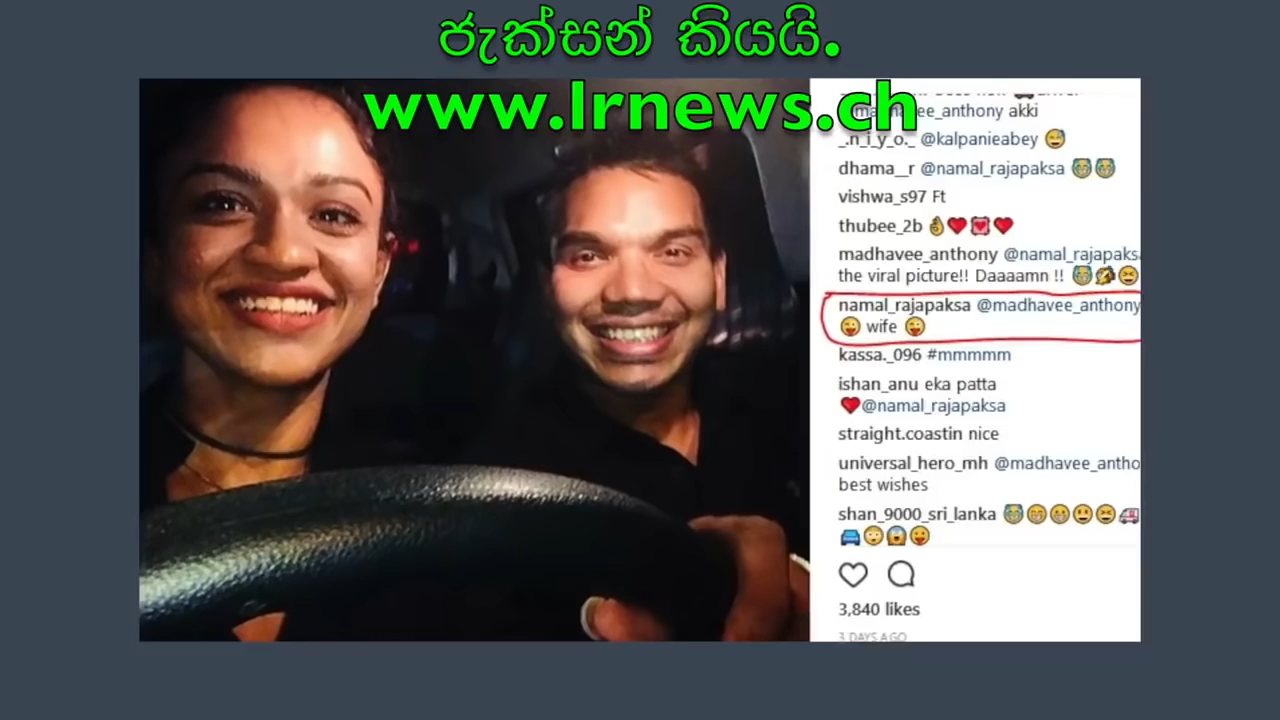 ජැක්සන් කියයි.
www.lrnews.ch
akki
_.n_i_y_o._ @kalpanieabey 😅
dhama__r @namal_rajapaksa 😹😹
vishwa_s97 Ft
thubee_2b 👌❤️💟❤️
madhavee_anthony @namal_rajapaks
the viral picture!! Daaaamn !! 😹🤣😆
namal_rajapaksa @madhavee_anthony
😜 wife 😜
kassa._096 #mmmmm
ishan_anu eka patta
❤️@namal_rajapaksa
straight.coastin nice
universal_hero_mh @madhavee_antho
best wishes
shan_9000_sri_lanka 😹😁😁😃😆🚑
🚘😳😱😛
3,840 likes
3 DAYS AGO